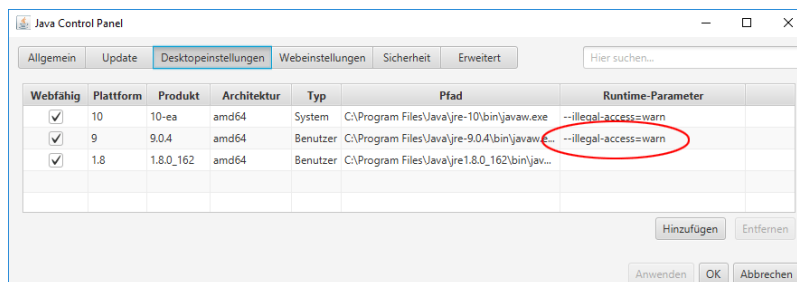 Java Control Panel
Allgemein Update Desktopeinstellungen Webeinstellungen Sicherheit Erweitert Hier suchen...
Webfähig Plattform Produkt Architektur Typ Pfad Runtime-Parameter
10 10-ea amd64 System C:\Program Files\Java\jre-10\bin\javaw.exe --illegal-access=warn
9 9.0.4 amd64 Benutzer C:\Program Files\Java\jre-9.0.4\bin\javaw.e... --illegal-access=warn
1.8 1.8.0_162 amd64 Benutzer C:\Program Files\Java\jre1.8.0_162\bin\jav...
Hinzufügen Entfernen
Anwenden OK Abbrechen